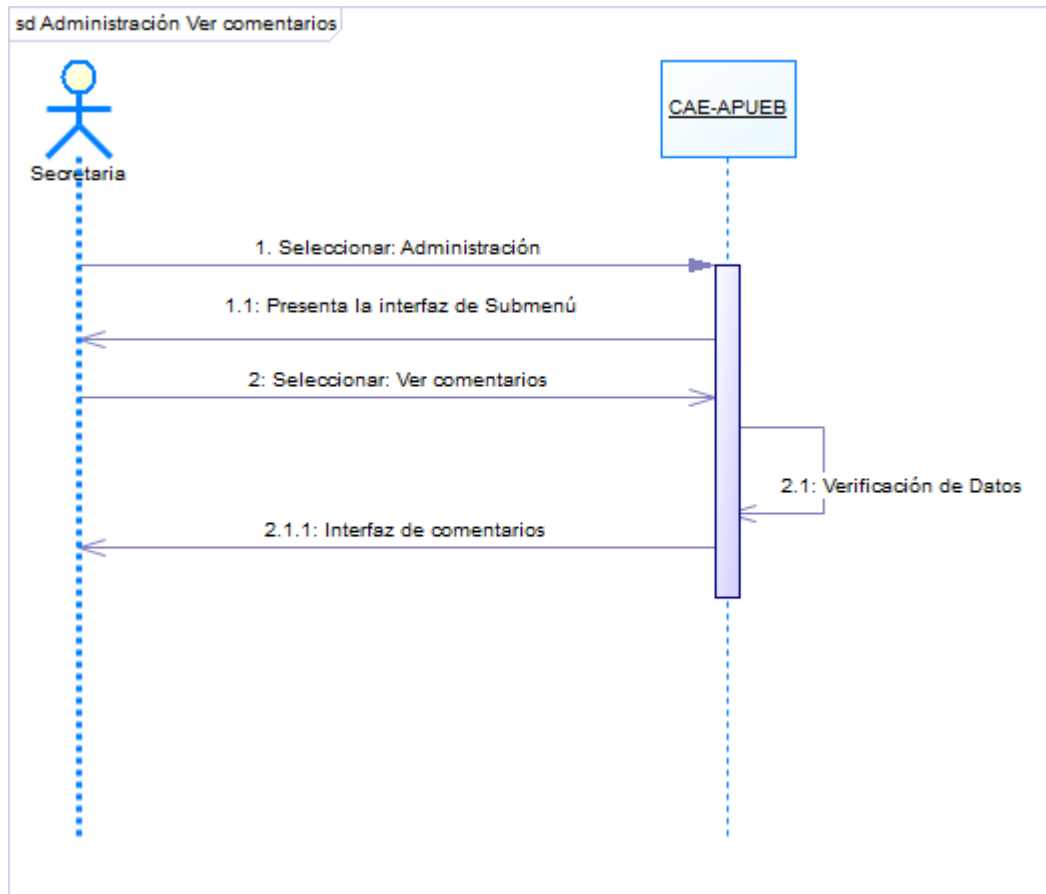 sd Administración Ver comentarios
CAE-APUEB
Secretaria
1. Seleccionar: Administración
1.1: Presenta la interfaz de Submenú
2: Seleccionar: Ver comentarios
2.1: Verificación de Datos
2.1.1: Interfaz de comentarios